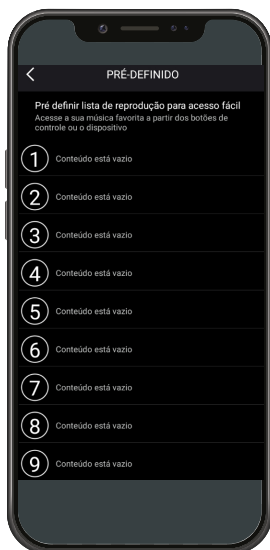 PRÉ-DEFINIDO
Pré definir lista de reprodução para acesso fácil
Acesse a sua música favorita a partir dos botões de
controle ou o dispositivo
1 Conteúdo está vazio
2 Conteúdo está vazio
3 Conteúdo está vazio
4 Conteúdo está vazio
5 Conteúdo está vazio
6 Conteúdo está vazio
7 Conteúdo está vazio
8 Conteúdo está vazio
9 Conteúdo está vazio